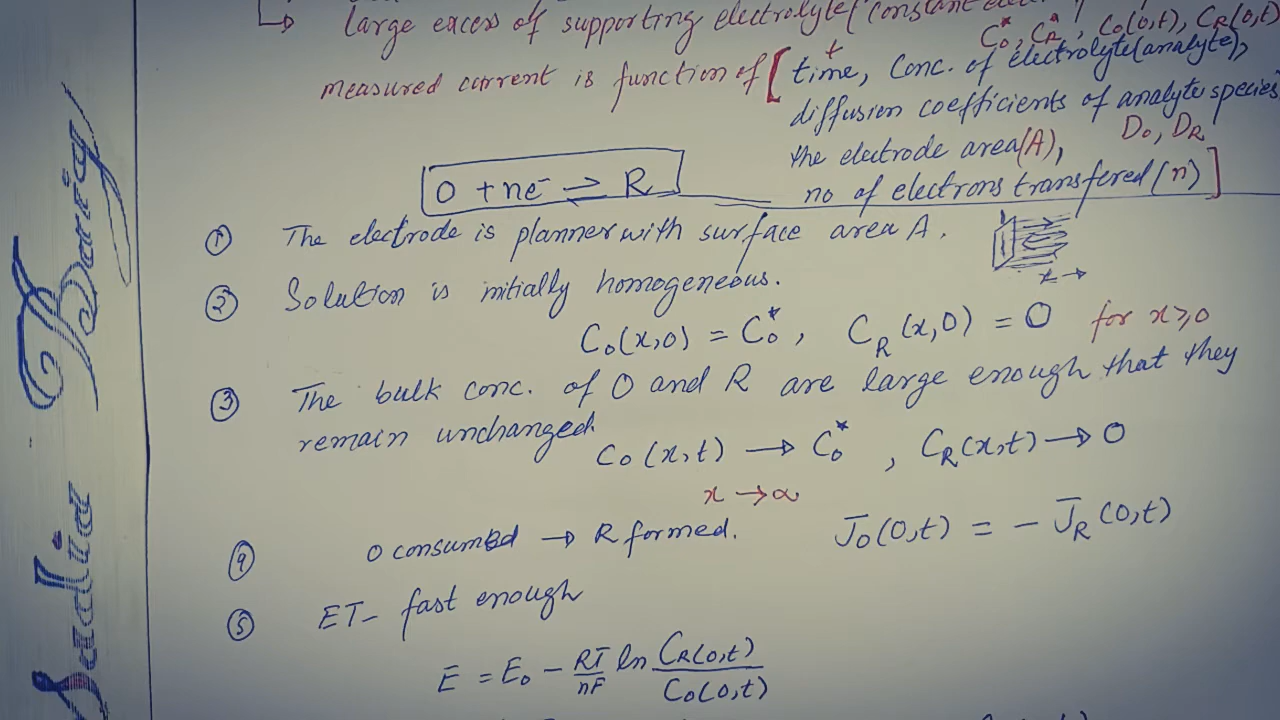 ↳ large excess of supporting electrolyte (constant
Co*, CR*, Co(0,t), CR(0,t)
measured current is function of [time, Conc. of electrolyte(analyte),
t
diffusion coefficients of analyte species
Do, DR
the electrode area(A),
no of electrons transfered (n)]
O + ne⁻ ⇌ R
① The electrode is planner with surface area A.
x →
② Solution is initially homogeneous.
Co(x,0) = Co*, CR(x,0) = 0 for x≥0
③ The bulk conc. of O and R are large enough that they
remain unchanged
Co(x,t) → Co*, CR(x,t) → 0
x → ∞
④ O consumed → R formed. Jo(0,t) = - JR(0,t)
⑤ ET- fast enough
E = Eo - RT/nF ln CR(0,t)/Co(0,t)
Sadia Tariq